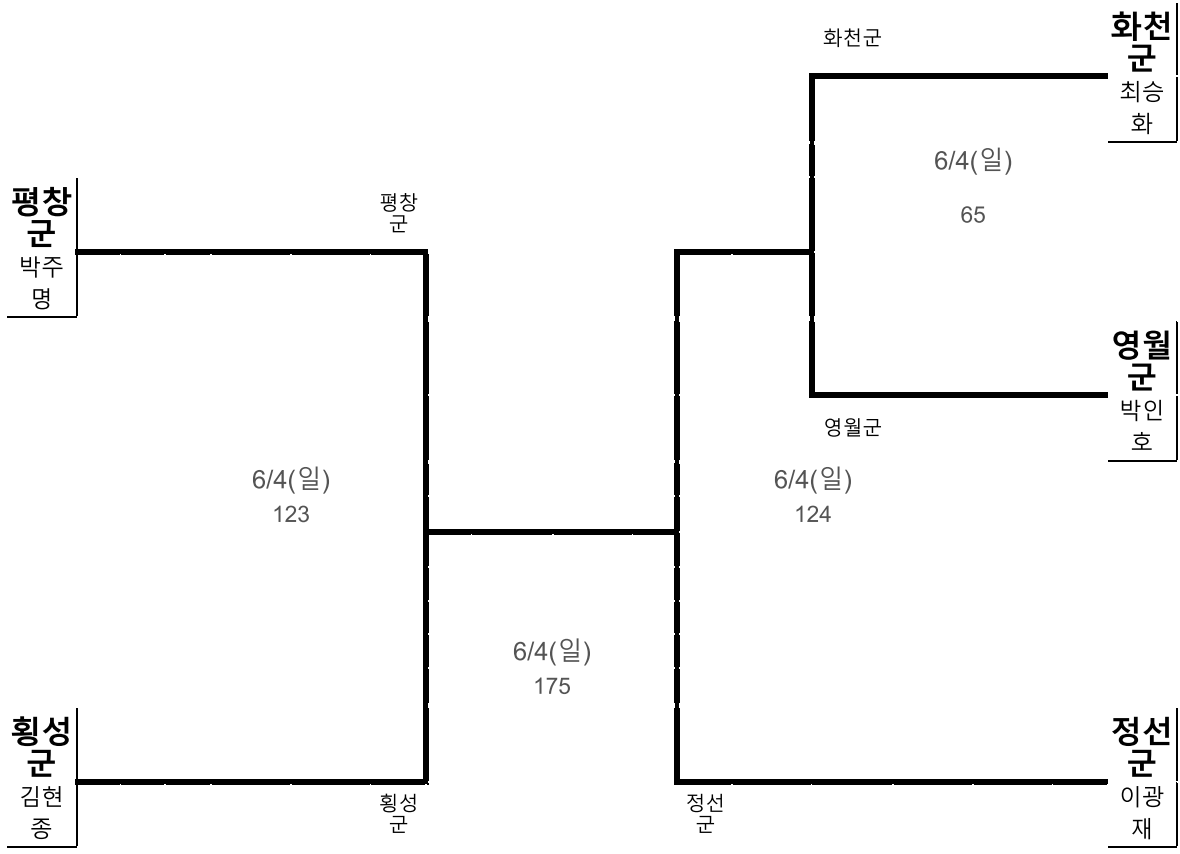 화천군
화천
군
최승
화
6/4(일)
65
평창
군
박주
명
평창
군
영월
군
박인
호
영월군
6/4(일)
123
6/4(일)
124
6/4(일)
175
횡성
군
김현
종
횡성
군
정선
군
정선
군
이광
재